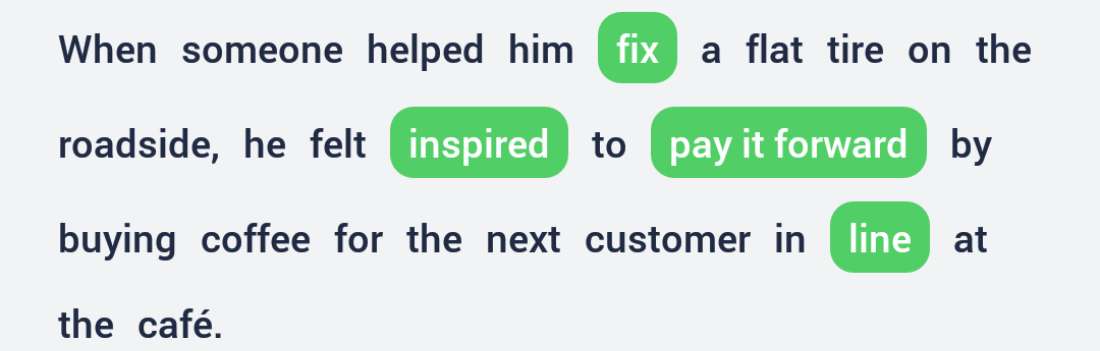 When someone helped him fix a flat tire on the
roadside, he felt inspired to pay it forward by
buying coffee for the next customer in line at
the café.